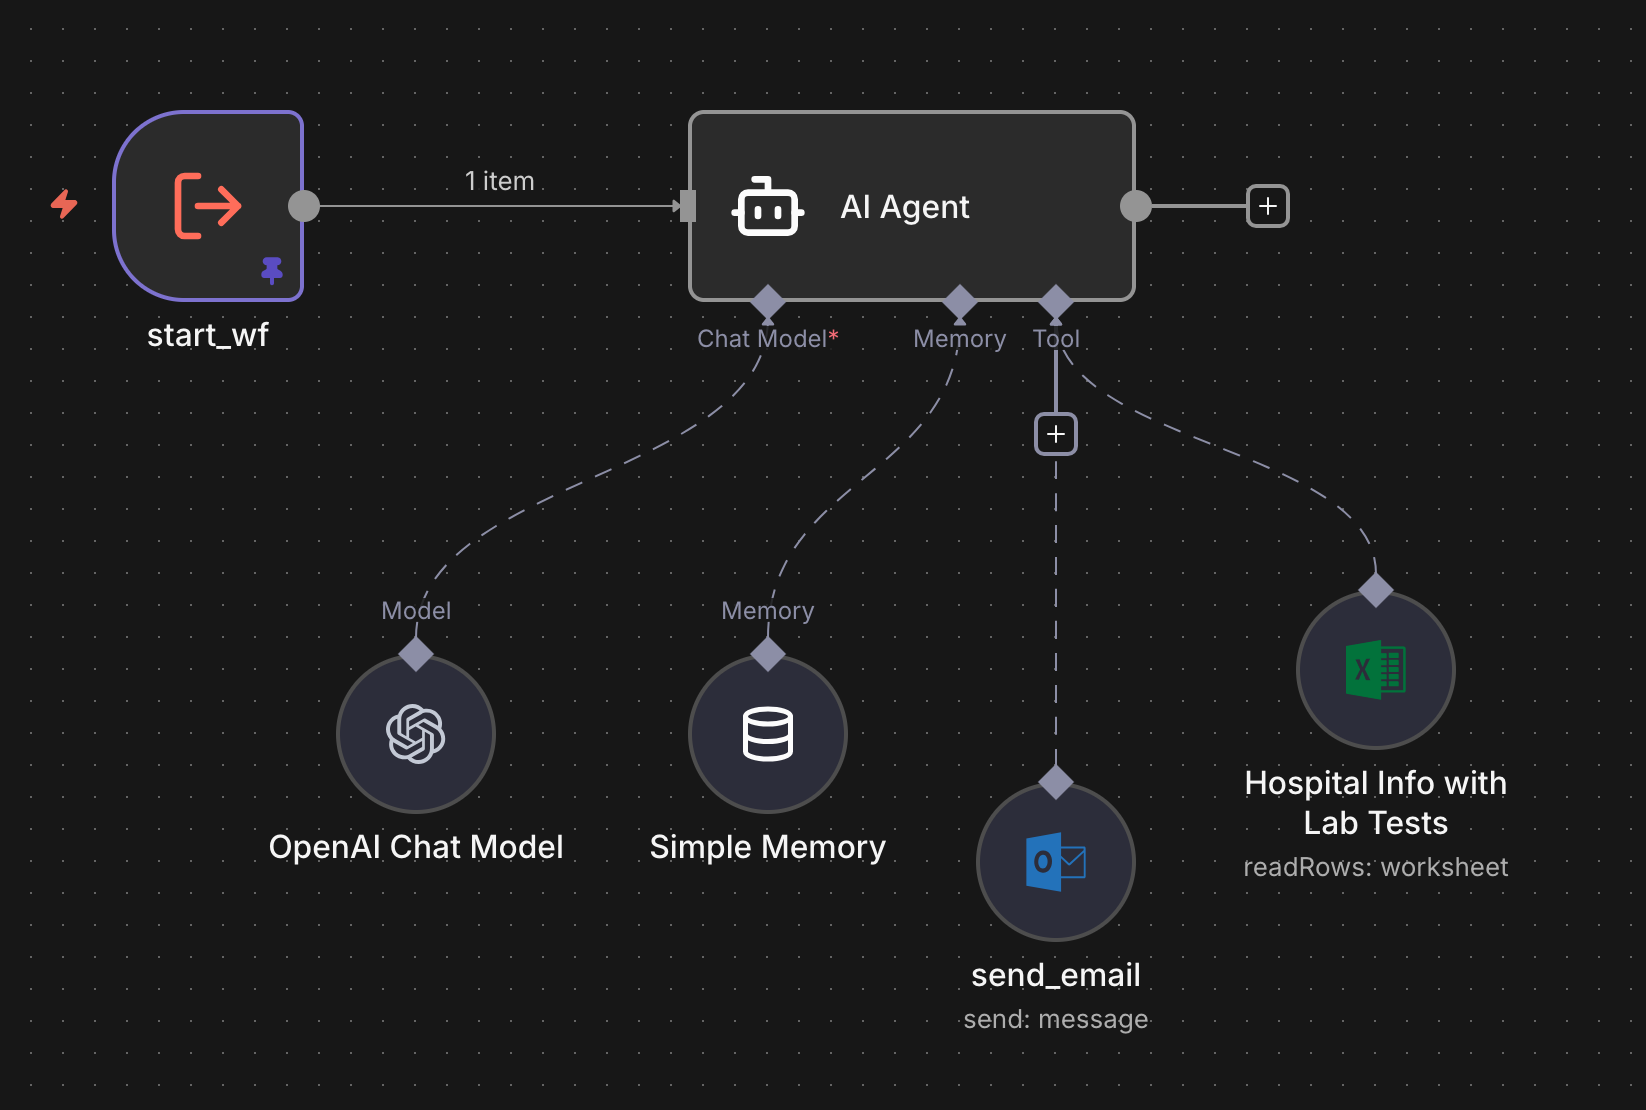 1 item
AI Agent
start_wf
Chat Model*
Memory
Tool
Model
Memory
OpenAI Chat Model
Simple Memory
Hospital Info with
Lab Tests
readRows: worksheet
send_email
send: message